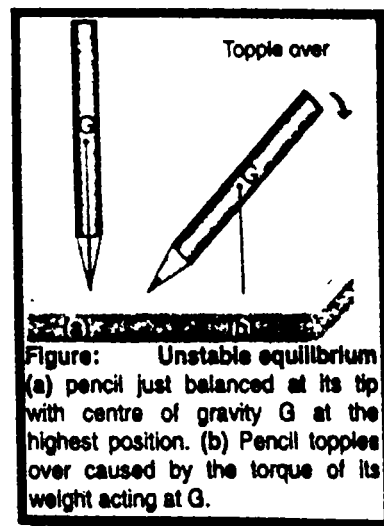 Topple over
G
G
(a)
Figure: Unstable equilibrium
(a) pencil just balanced at its tip
with centre of gravity G at the
highest position. (b) Pencil topples
over caused by the torque of its
weight acting at G.